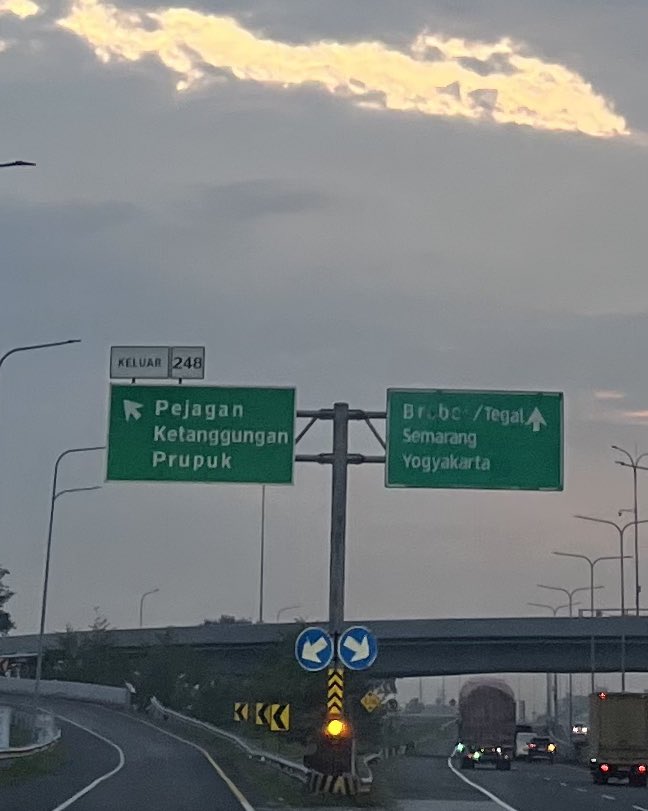 KELUAR 248
Pejagan
Ketanggungan
Prupuk
/Tegal
Semarang
Yogyakarta